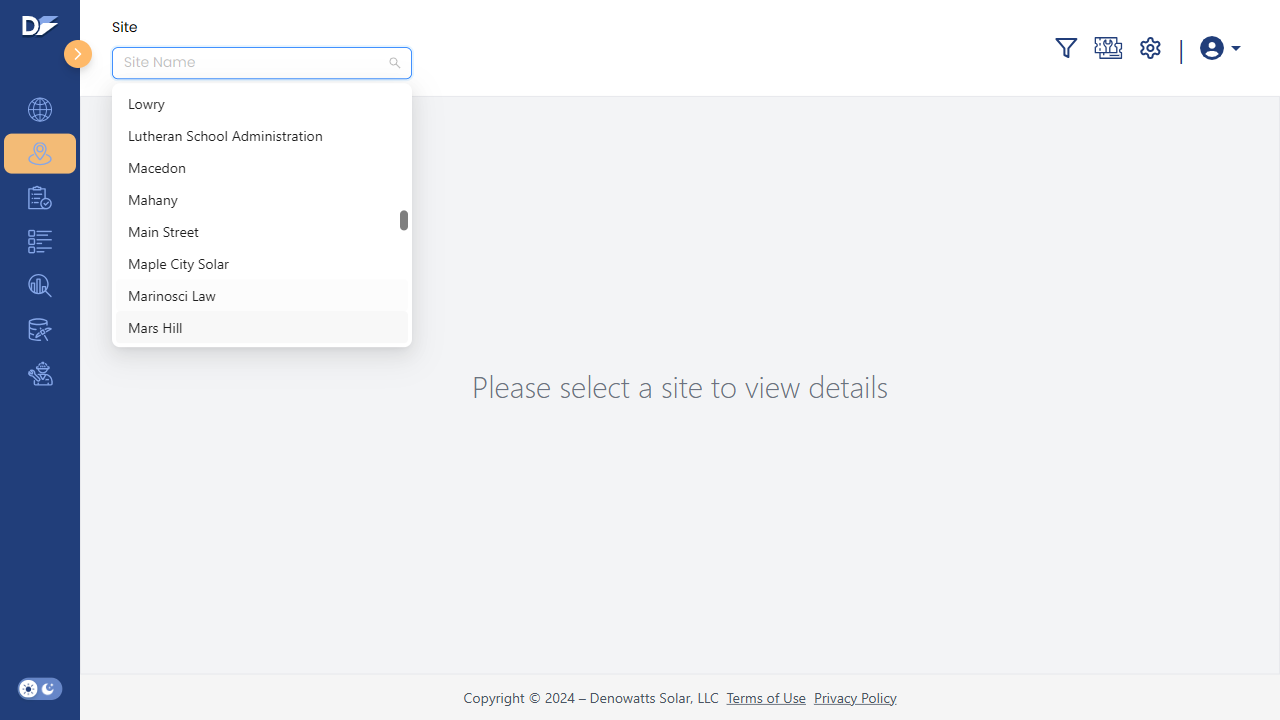 Site
Site Name
Lowry
Lutheran School Administration
Macedon
Mahany
Main Street
Maple City Solar
Marinosci Law
Mars Hill
Please select a site to view details
Copyright © 2024 – Denowatts Solar, LLC Terms of Use Privacy Policy